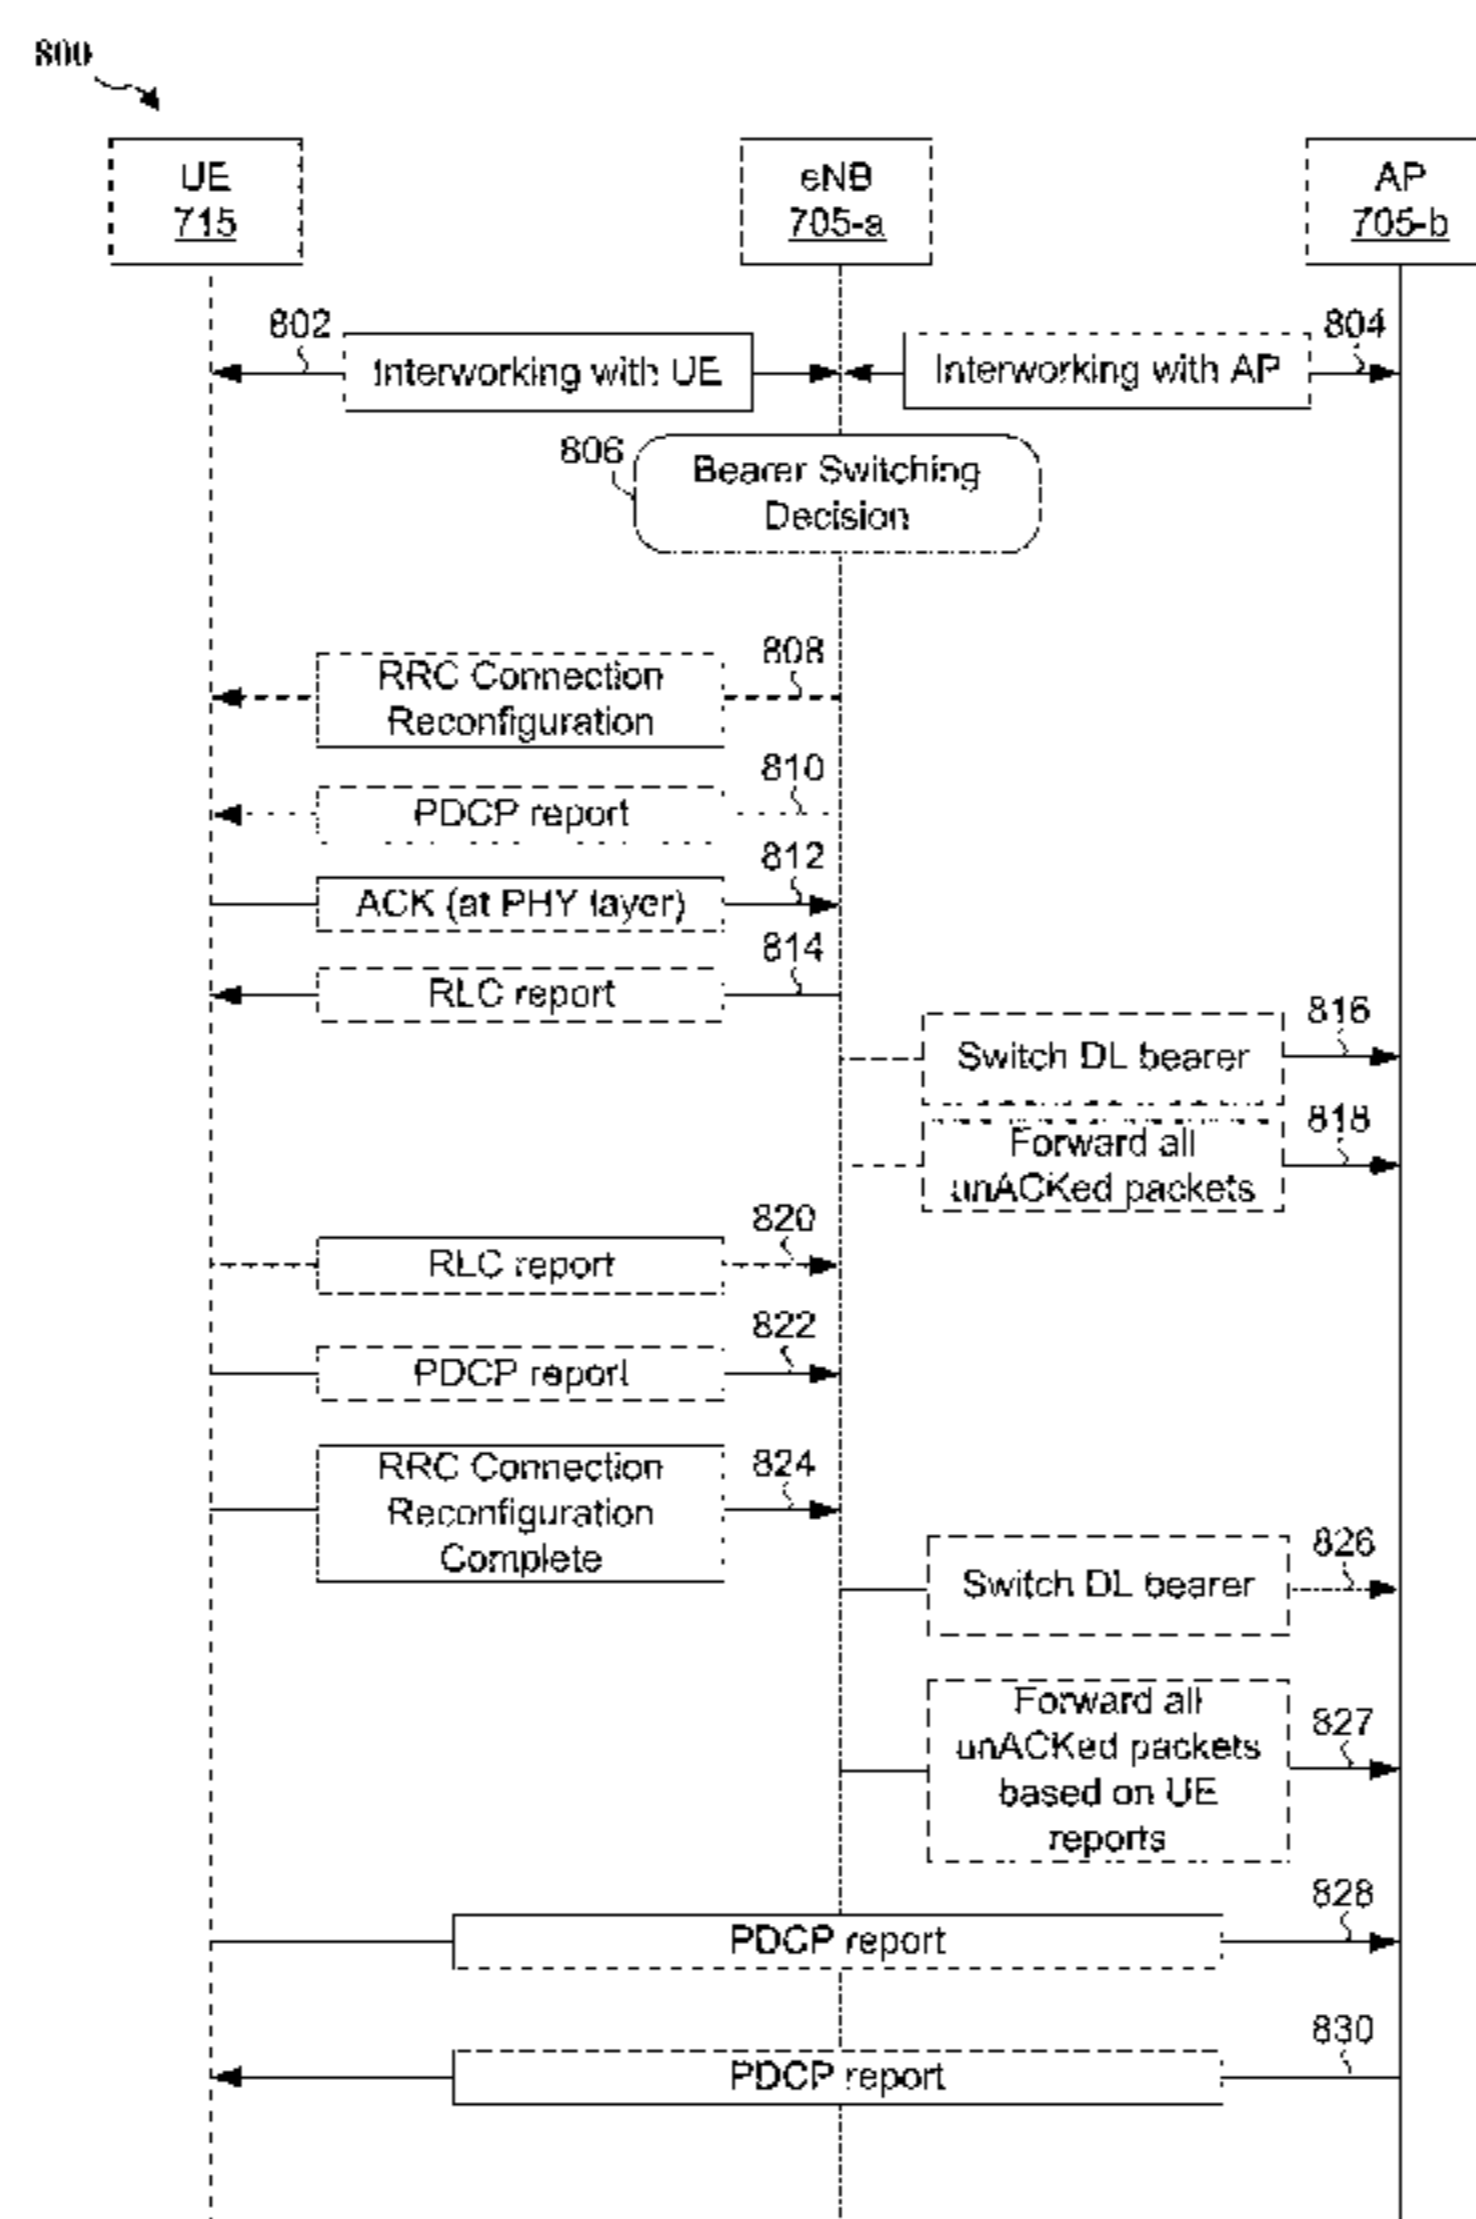 800
UE
715
eNB
705-a
AP
705-b
802
Interworking with UE
Interworking with AP
804
806
Bearer Switching
Decision
808
RRC Connection
Reconfiguration
810
PDCP report
812
ACK (at PHY layer)
814
RLC report
816
Switch DL bearer
818
Forward all
unACKed packets
820
RLC report
822
PDCP report
824
RRC Connection
Reconfiguration
Complete
826
Switch DL bearer
Forward all
unACKed packets
based on UE
reports
827
828
PDCP report
830
PDCP report